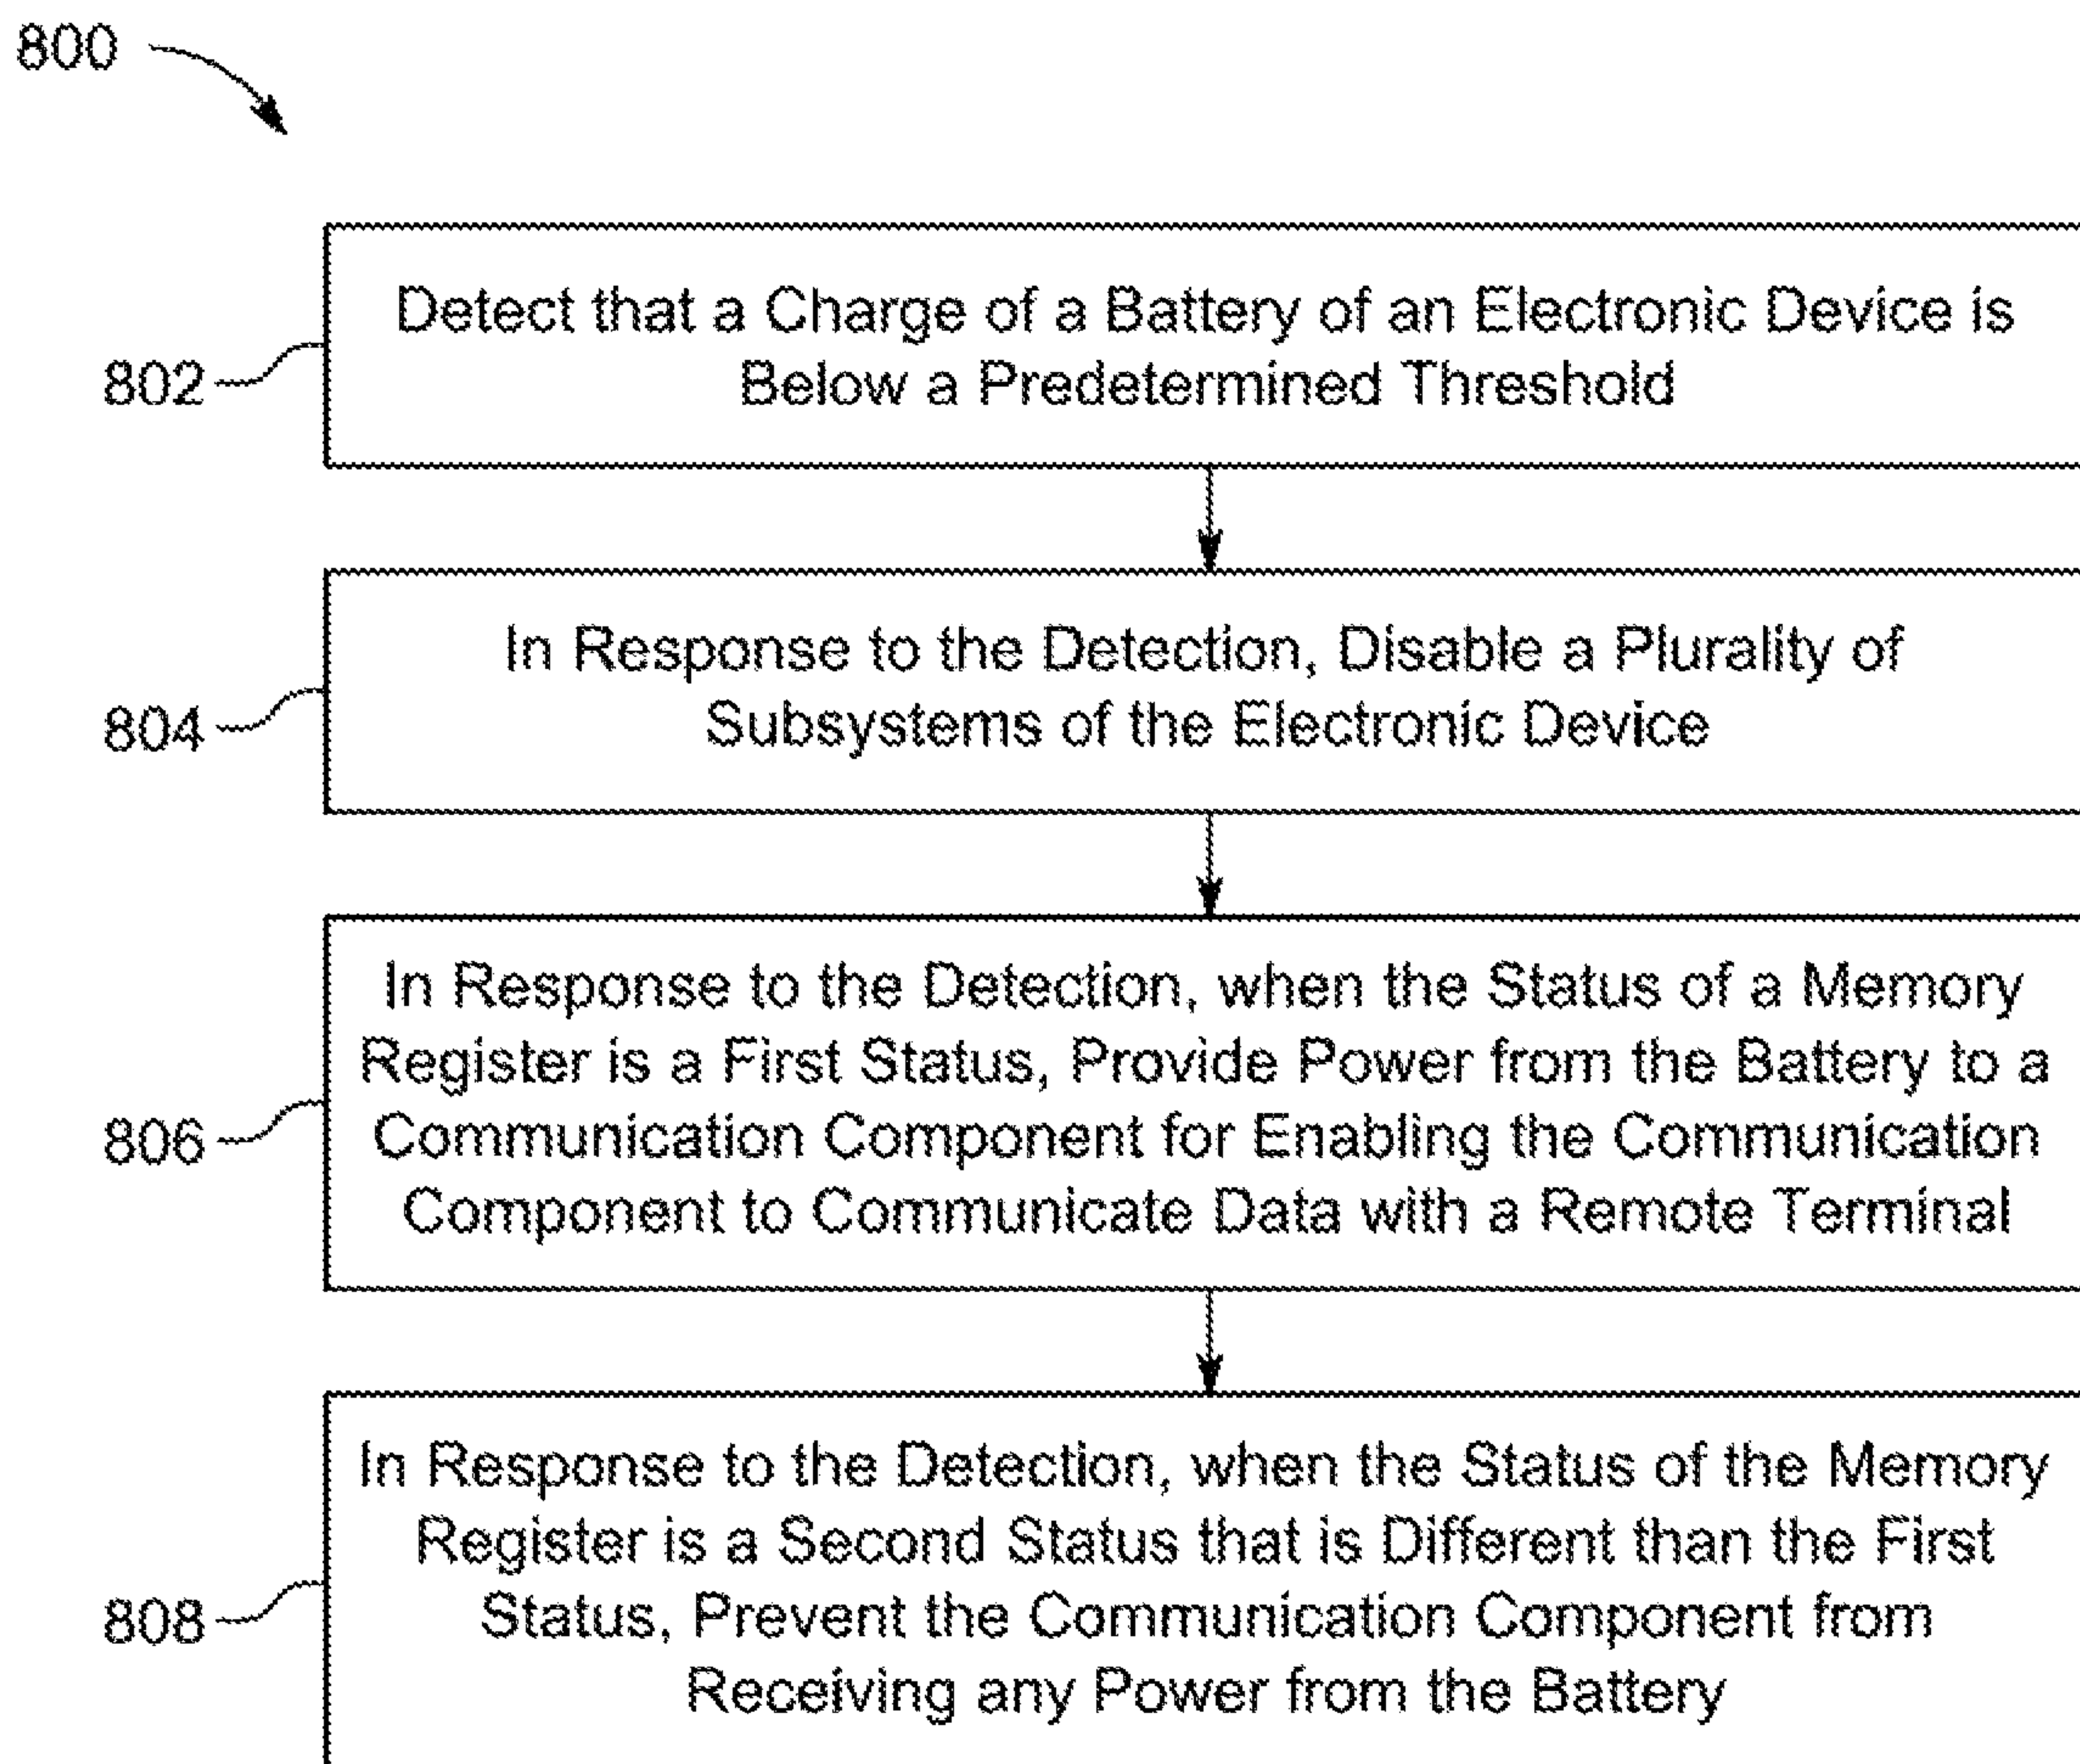 800
Detect that a Charge of a Battery of an Electronic Device is
Below a Predetermined Threshold
802
In Response to the Detection, Disable a Plurality of
Subsystems of the Electronic Device
804
In Response to the Detection, when the Status of a Memory
Register is a First Status, Provide Power from the Battery to a
Communication Component for Enabling the Communication
Component to Communicate Data with a Remote Terminal
806
In Response to the Detection, when the Status of the Memory
Register is a Second Status that is Different than the First
Status, Prevent the Communication Component from
Receiving any Power from the Battery
808